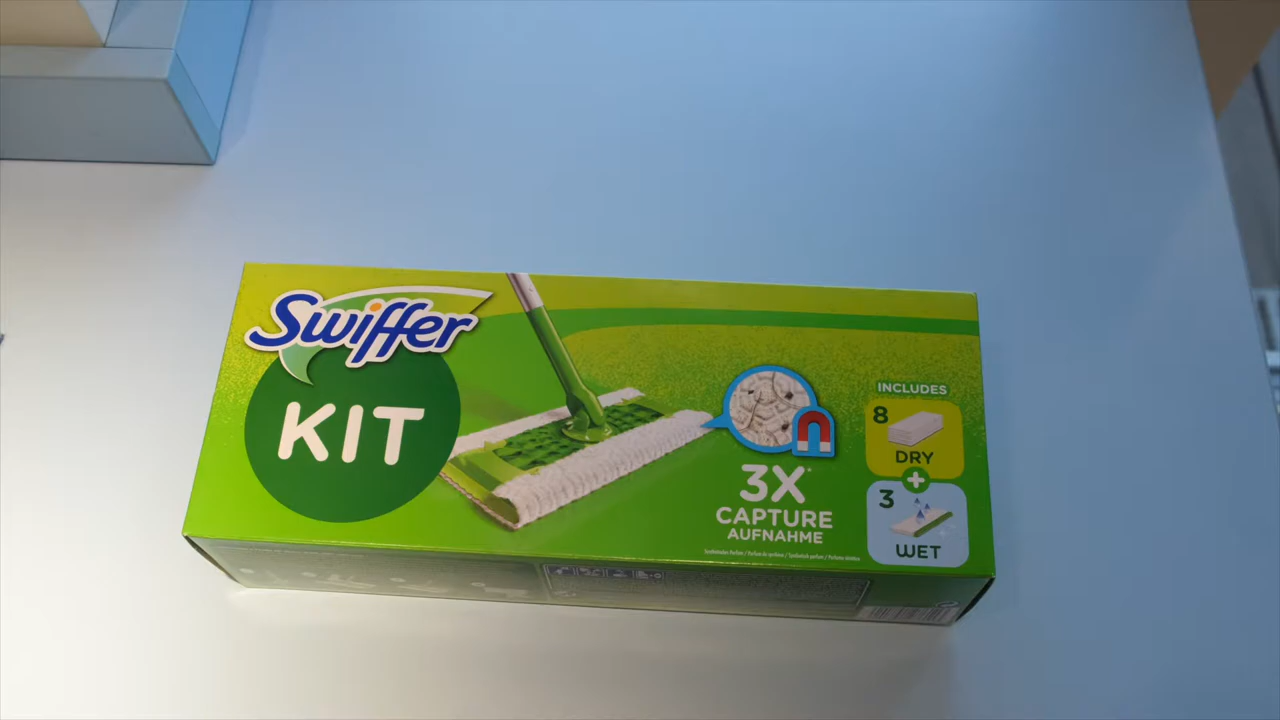 Swiffer
KIT
3X*
CAPTURE
AUFNAHME
INCLUDES
8
DRY
+
3
WET